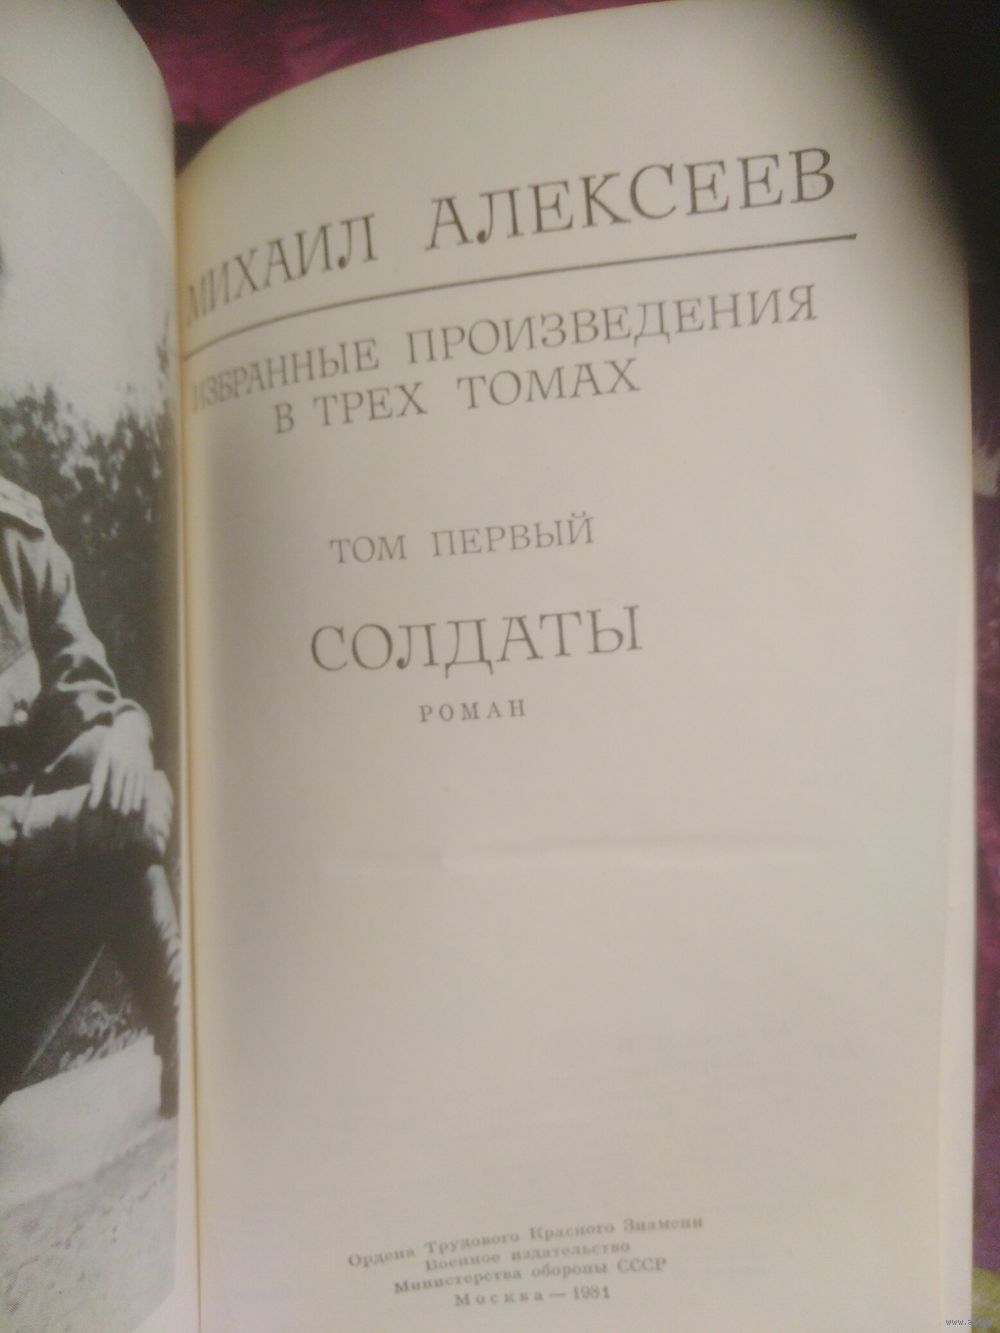 МИХАИЛ АЛЕКСЕЕВ
ИЗБРАННЫЕ ПРОИЗВЕДЕНИЯ
В ТРЕХ ТОМАХ
ТОМ ПЕРВЫЙ
СОЛДАТЫ
РОМАН
Ордена Трудового Красного Знамени
Военное издательство
Министерства обороны СССР
Москва — 1981